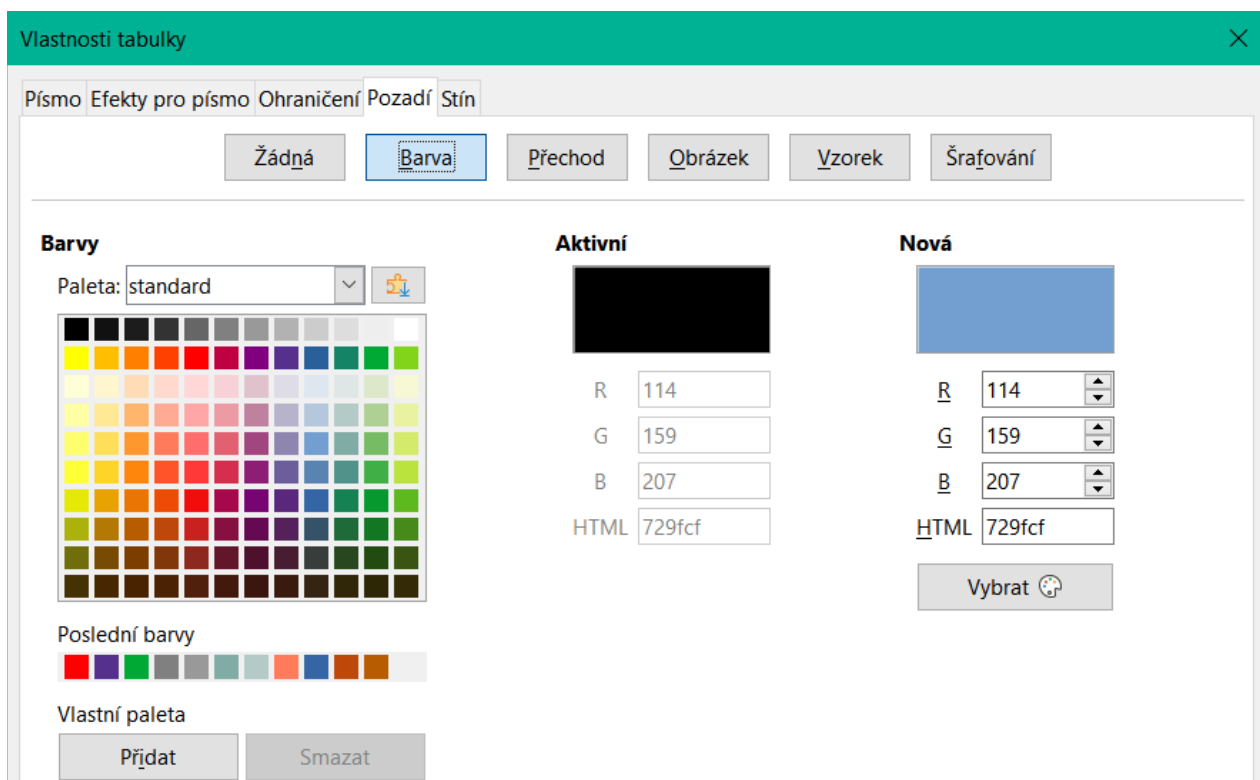 Vlastnosti tabulky
Písmo Efekty pro písmo Ohraničení Pozadí Stín
Žádná Barva Přechod Obrázek Vzorek Šrafování
Barvy Aktivní Nová
Paleta: standard
R 114 R 114
G 159 G 159
B 207 B 207
HTML 729fcf HTML 729fcf
Vybrat
Poslední barvy
Vlastní paleta
Přidat Smazat